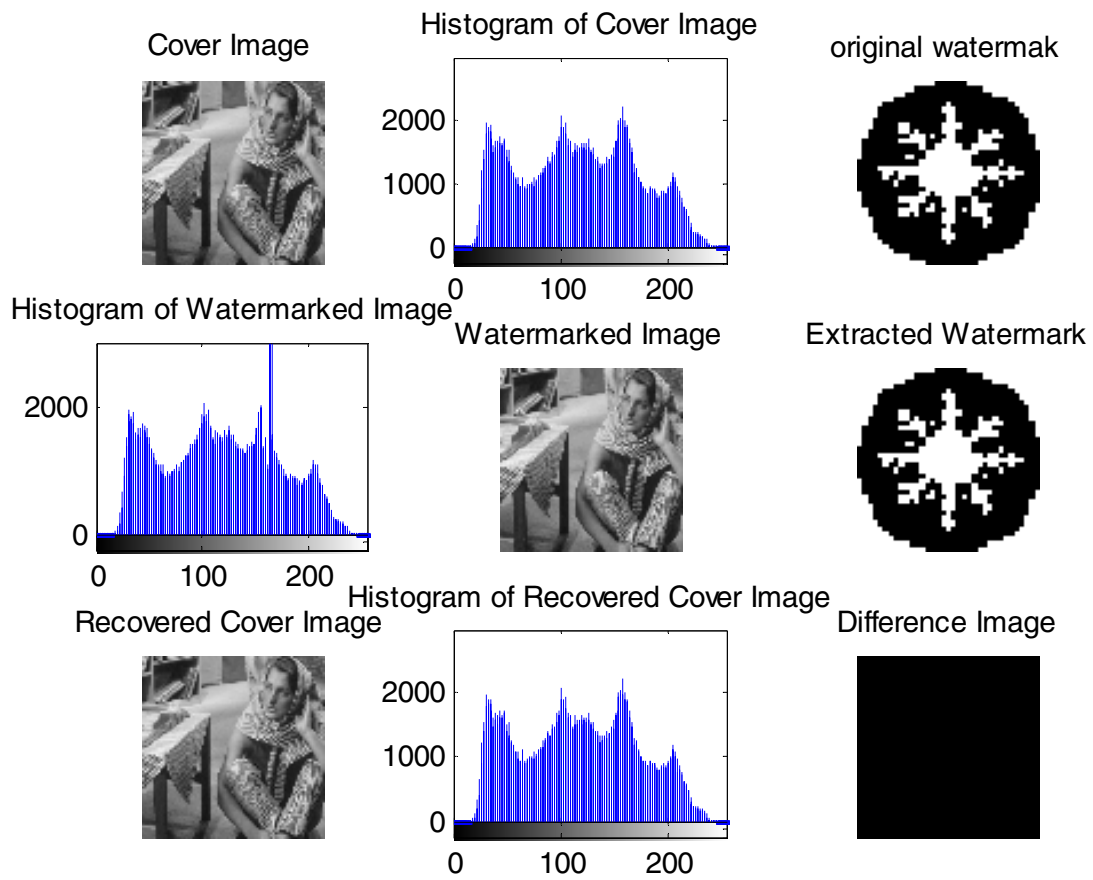 Cover Image
Histogram of Cover Image
original watermak
2000
1000
0
0 100 200
Histogram of Watermarked Image
Watermarked Image
Extracted Watermark
2000
0
0 100 200
Recovered Cover Image
Histogram of Recovered Cover Image
Difference Image
2000
1000
0
0 100 200